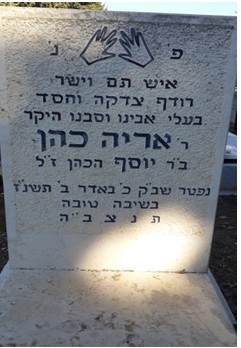 פ' נ'
איש תם וישר
רודף צדקה וחסד
בעלי אבינו וסבנו היקר
ר' אריה כהן
ב"ר יוסף הכהן ז"ל
נפטר שב"ק כ' באדר ב' תשנ"ז
בשיבה טובה
ת נ צ ב " ה